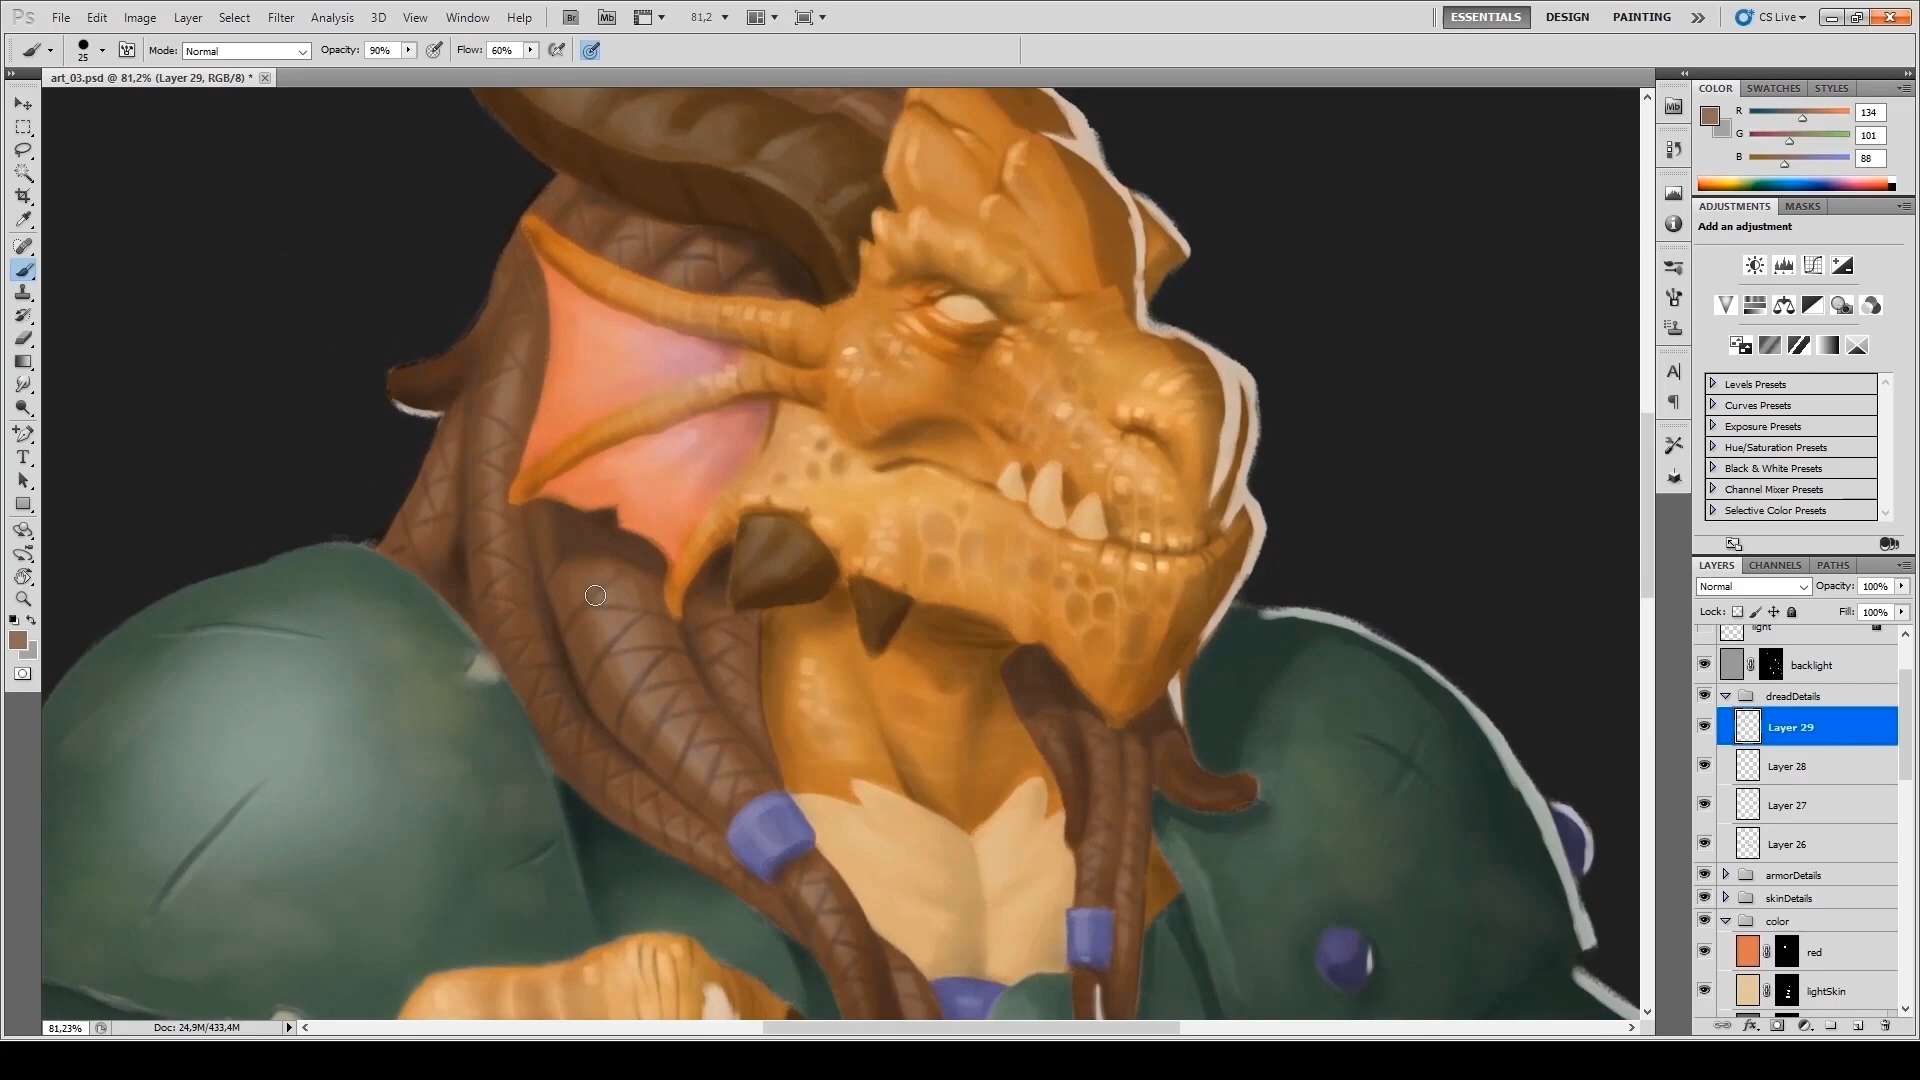 Ps File Edit Image Layer Select Filter Analysis 3D View Window Help Br Mb 81,2 ESSENTIALS DESIGN PAINTING CS Live
25 Mode: Normal Opacity: 90% Flow: 60%
art_03.psd @ 81,2% (Layer 29, RGB/8) *
COLOR SWATCHES STYLES
Mb
R 134
G 101
B 88
ADJUSTMENTS MASKS
Add an adjustment
Levels Presets
Curves Presets
Exposure Presets
Hue/Saturation Presets
Black & White Presets
Channel Mixer Presets
Selective Color Presets
LAYERS CHANNELS PATHS
Normal Opacity: 100%
Lock: Fill: 100%
light
backlight
dreadDetails
Layer 29
Layer 28
Layer 27
Layer 26
armorDetails
skinDetails
color
red
lightSkin
81,23% Doc: 24,9M/433,4M